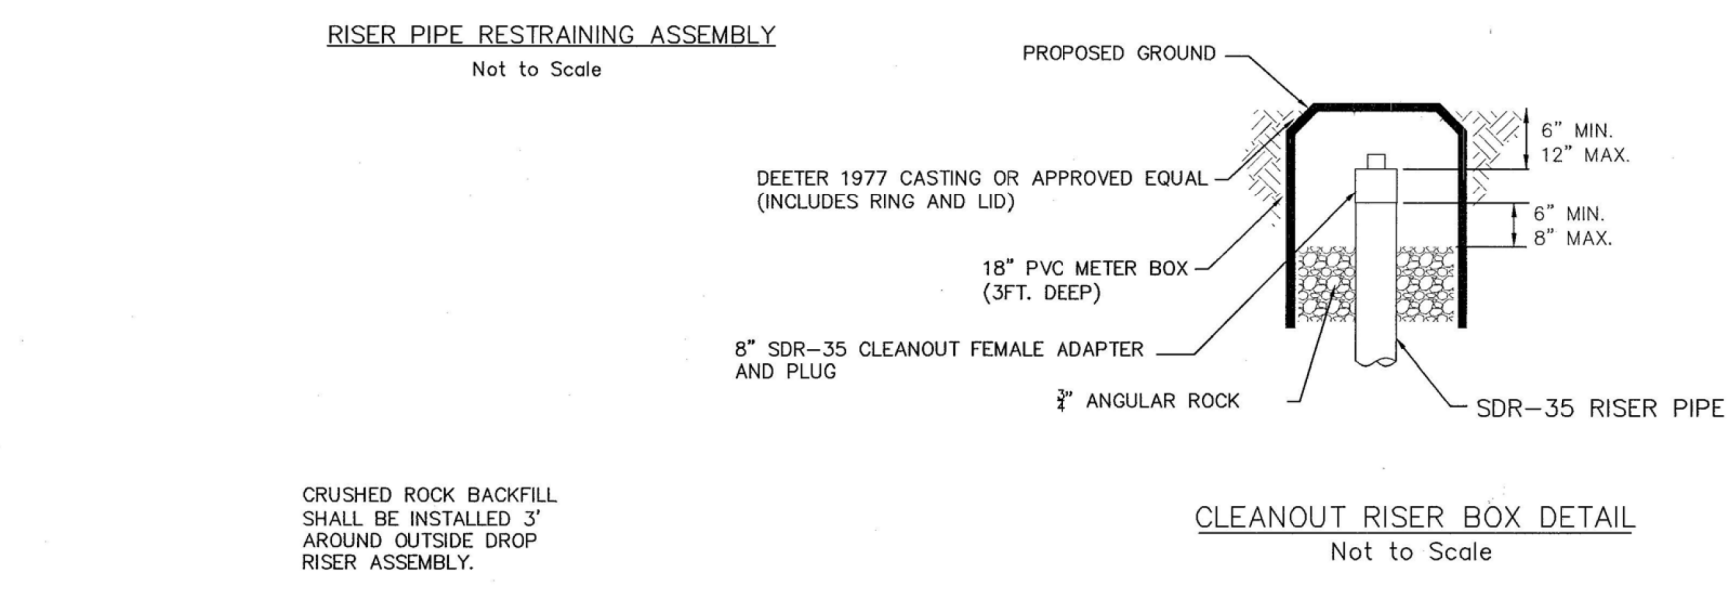 RISER PIPE RESTRAINING ASSEMBLY
Not to Scale
PROPOSED GROUND
6" MIN.
12" MAX.
DEETER 1977 CASTING OR APPROVED EQUAL
(INCLUDES RING AND LID)
6" MIN.
8" MAX.
18" PVC METER BOX
(3FT. DEEP)
8" SDR-35 CLEANOUT FEMALE ADAPTER
AND PLUG
3/4" ANGULAR ROCK
SDR-35 RISER PIPE
CRUSHED ROCK BACKFILL
SHALL BE INSTALLED 3'
AROUND OUTSIDE DROP
RISER ASSEMBLY.
CLEANOUT RISER BOX DETAIL
Not to Scale